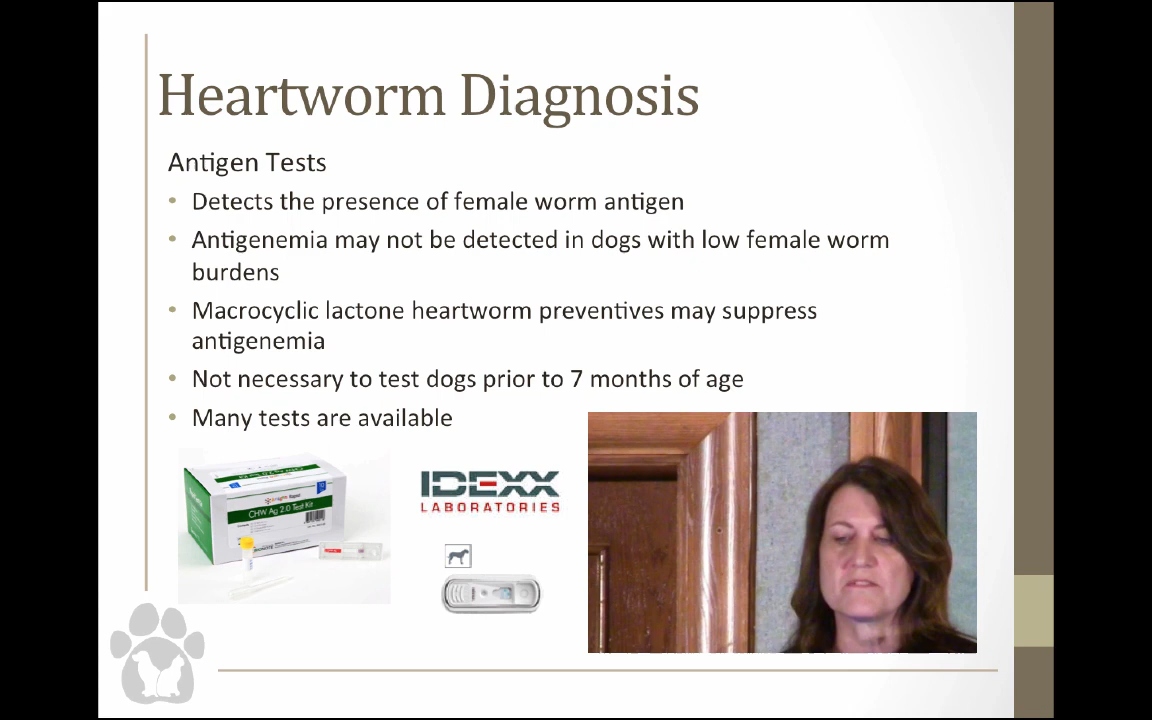 Heartworm Diagnosis
Antigen Tests
• Detects the presence of female worm antigen
• Antigenemia may not be detected in dogs with low female worm
burdens
• Macrocyclic lactone heartworm preventives may suppress
antigenemia
• Not necessary to test dogs prior to 7 months of age
• Many tests are available
CHW Ag 2.0 Test Kit
IDEXX
LABORATORIES